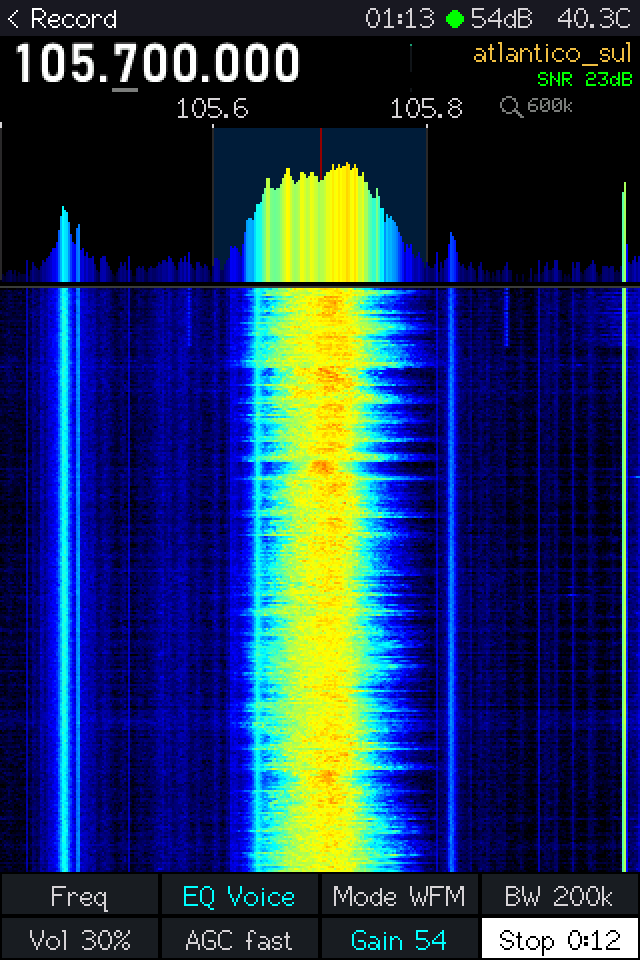 < Record 01:13 54dB 40.3C
105.700.000 atlantico_sul
SNR 23dB
105.6 105.8 600k
Freq EQ Voice Mode WFM BW 200k
Vol 30% AGC fast Gain 54 Stop 0:12